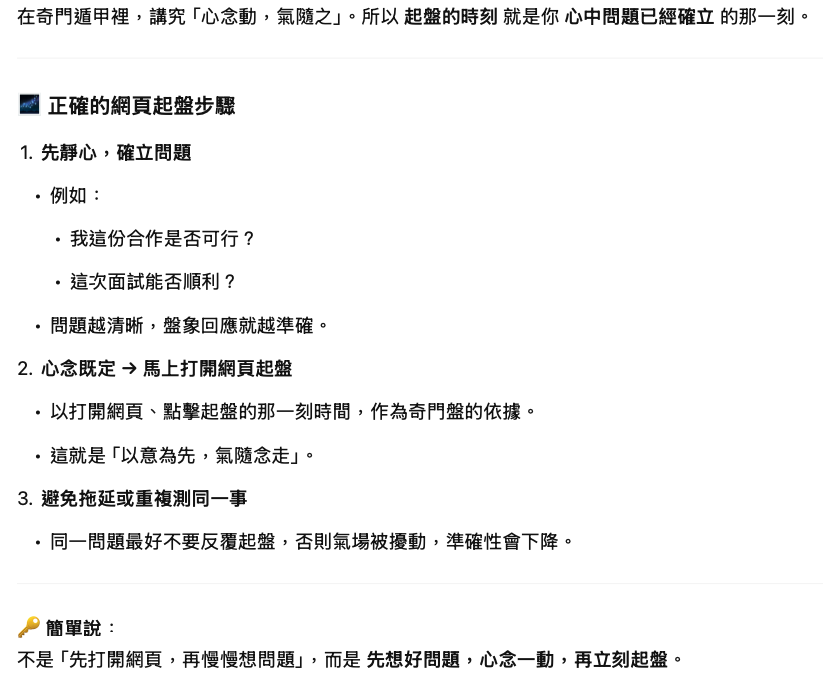 在奇門遁甲裡，講究「心念動，氣隨之」。所以 起盤的時刻 就是你 心中問題已經確立 的那一刻。
正確的網頁起盤步驟
1. 先靜心，確立問題
• 例如：
• 我這份合作是否可行？
• 這次面試能否順利？
• 問題越清晰，盤象回應就越準確。
2. 心念既定 → 馬上打開網頁起盤
• 以打開網頁、點擊起盤的那一刻時間，作為奇門盤的依據。
• 這就是「以意為先，氣隨念走」。
3. 避免拖延或重複測同一事
• 同一問題最好不要反覆起盤，否則氣場被擾動，準確性會下降。
🔑 簡單說：
不是「先打開網頁，再慢慢想問題」，而是 先想好問題，心念一動，再立刻起盤。